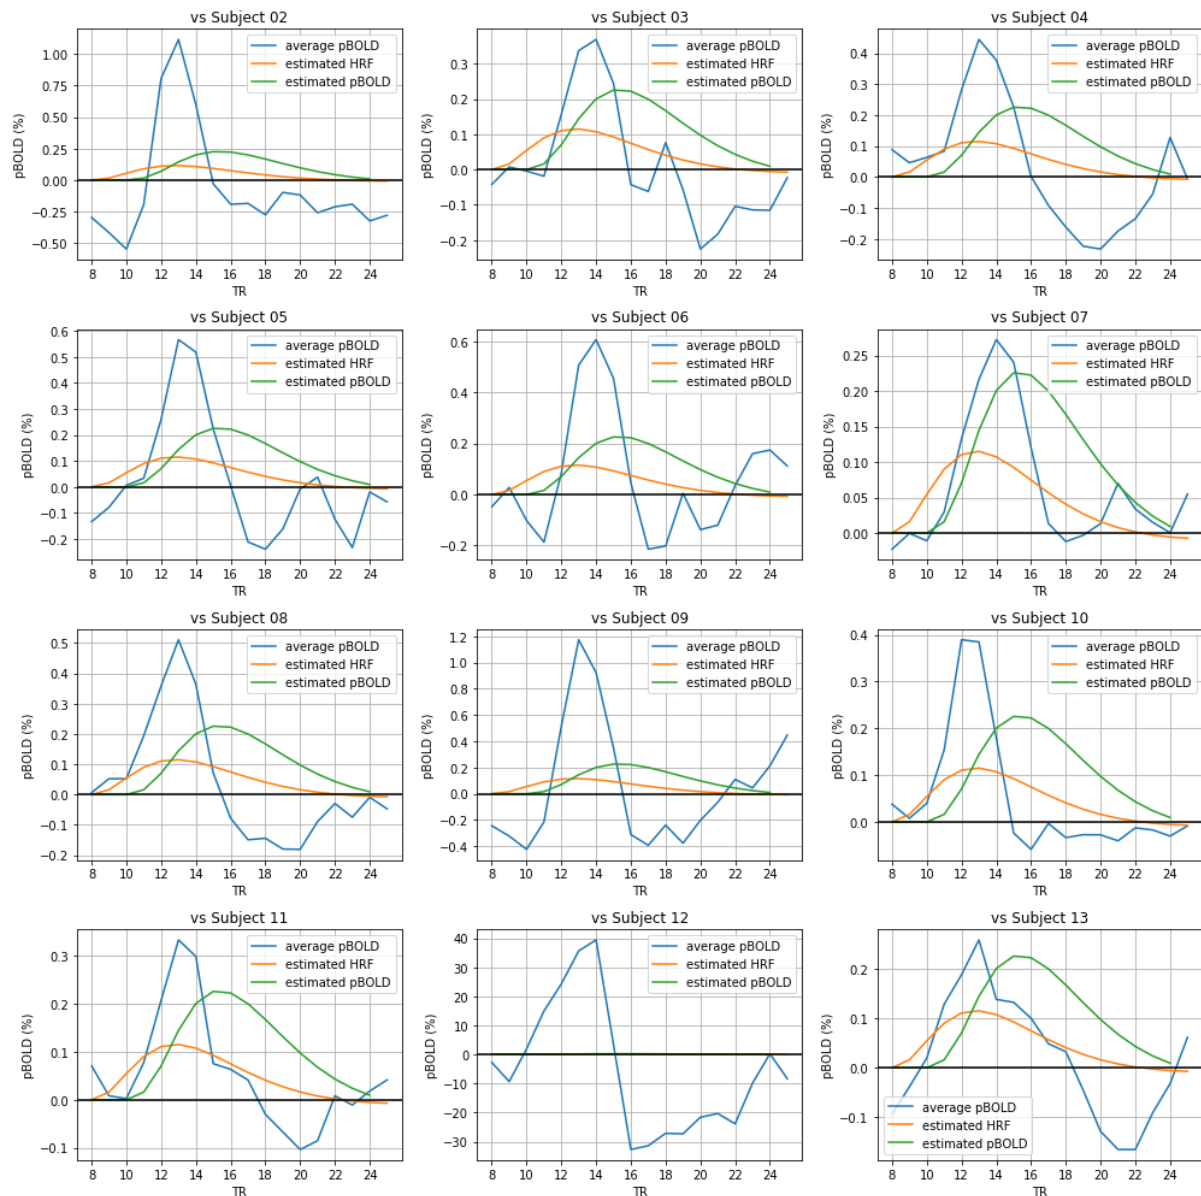 vs Subject 02
average pBOLD
estimated HRF
estimated pBOLD
pBOLD (%)
1.00
0.75
0.50
0.25
0.00
−0.25
−0.50
8 10 12 14 16 18 20 22 24
TR
vs Subject 03
average pBOLD
estimated HRF
estimated pBOLD
pBOLD (%)
0.3
0.2
0.1
0.0
−0.1
−0.2
8 10 12 14 16 18 20 22 24
TR
vs Subject 04
average pBOLD
estimated HRF
estimated pBOLD
pBOLD (%)
0.4
0.3
0.2
0.1
0.0
−0.1
−0.2
8 10 12 14 16 18 20 22 24
TR
vs Subject 05
average pBOLD
estimated HRF
estimated pBOLD
pBOLD (%)
0.6
0.5
0.4
0.3
0.2
0.1
0.0
−0.1
−0.2
8 10 12 14 16 18 20 22 24
TR
vs Subject 06
average pBOLD
estimated HRF
estimated pBOLD
pBOLD (%)
0.6
0.4
0.2
0.0
−0.2
8 10 12 14 16 18 20 22 24
TR
vs Subject 07
average pBOLD
estimated HRF
estimated pBOLD
pBOLD (%)
0.25
0.20
0.15
0.10
0.05
0.00
8 10 12 14 16 18 20 22 24
TR
vs Subject 08
average pBOLD
estimated HRF
estimated pBOLD
pBOLD (%)
0.5
0.4
0.3
0.2
0.1
0.0
−0.1
−0.2
8 10 12 14 16 18 20 22 24
TR
vs Subject 09
average pBOLD
estimated HRF
estimated pBOLD
pBOLD (%)
1.2
1.0
0.8
0.6
0.4
0.2
0.0
−0.2
−0.4
8 10 12 14 16 18 20 22 24
TR
vs Subject 10
average pBOLD
estimated HRF
estimated pBOLD
pBOLD (%)
0.4
0.3
0.2
0.1
0.0
8 10 12 14 16 18 20 22 24
TR
vs Subject 11
average pBOLD
estimated HRF
estimated pBOLD
pBOLD (%)
0.3
0.2
0.1
0.0
−0.1
8 10 12 14 16 18 20 22 24
TR
vs Subject 12
average pBOLD
estimated HRF
estimated pBOLD
pBOLD (%)
40
30
20
10
0
−10
−20
−30
8 10 12 14 16 18 20 22 24
TR
vs Subject 13
pBOLD (%)
0.2
0.1
0.0
−0.1
average pBOLD
estimated HRF
estimated pBOLD
8 10 12 14 16 18 20 22 24
TR